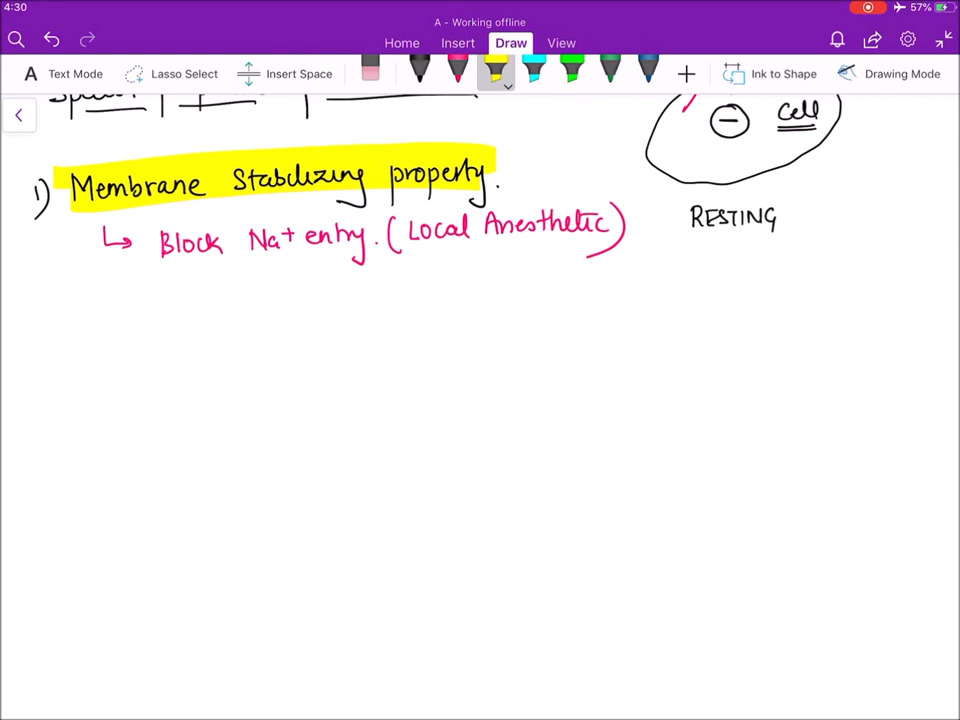 4:30
57%
A - Working offline
Home Insert Draw View
A Text Mode Lasso Select Insert Space Ink to Shape Drawing Mode
Cell
1) Membrane Stabilizing property.
↳ Block Na+ entry. (Local Anesthetic)
RESTING